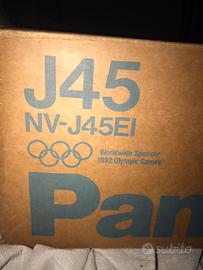 J45
NV-J45EI
Worldwide Sponsor
1992 Olympic Games
Pan
subito